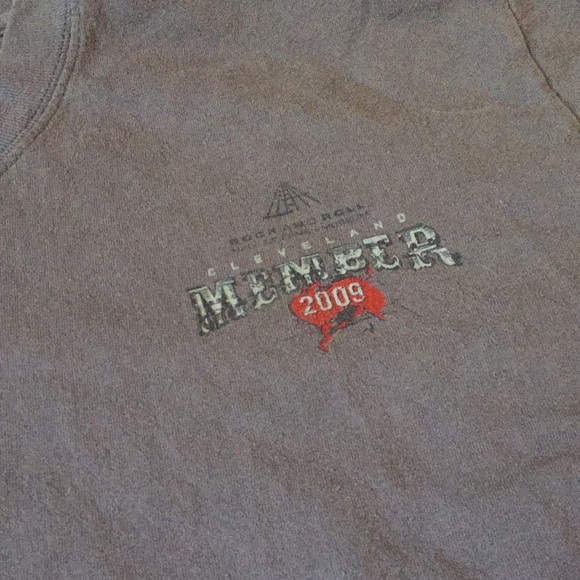 ROCK AND ROLL
CLEVELAND
MEMBER
2009